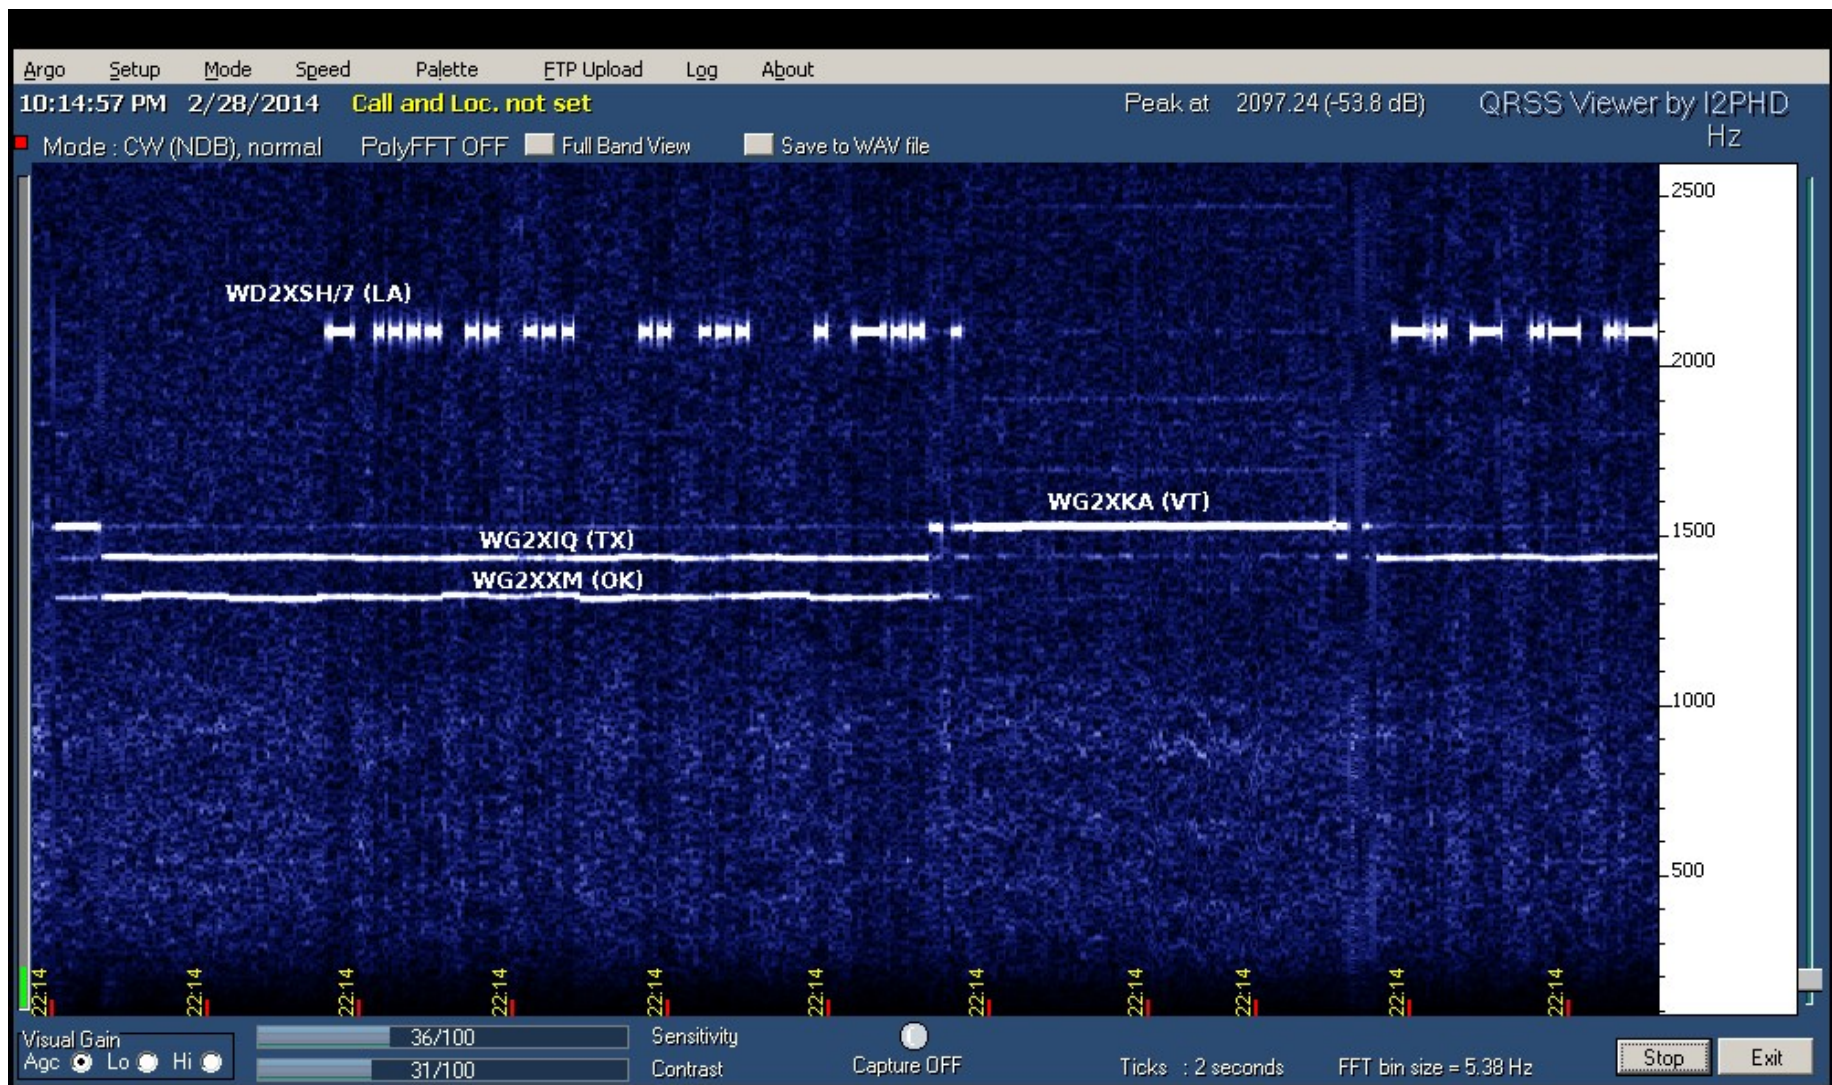 Argo Setup Mode Speed Palette FTP Upload Log About
10:14:57 PM 2/28/2014 Call and Loc. not set Peak at 2097.24 (-53.8 dB) QRSS Viewer by I2PHD
Mode : CW (NDB), normal PolyFFT OFF Full Band View Save to WAV file Hz
2500
WD2XSH/7 (LA)
2000
WG2XKA (VT)
1500
WG2XIQ (TX)
WG2XXM (OK)
1000
500
22:14 22:14 22:14 22:14 22:14 22:14 22:14 22:14 22:14 22:14 22:14
Visual Gain 36/100 Sensitivity
Agc Lo Hi 31/100 Contrast Capture OFF Ticks : 2 seconds FFT bin size = 5.38 Hz Stop Exit